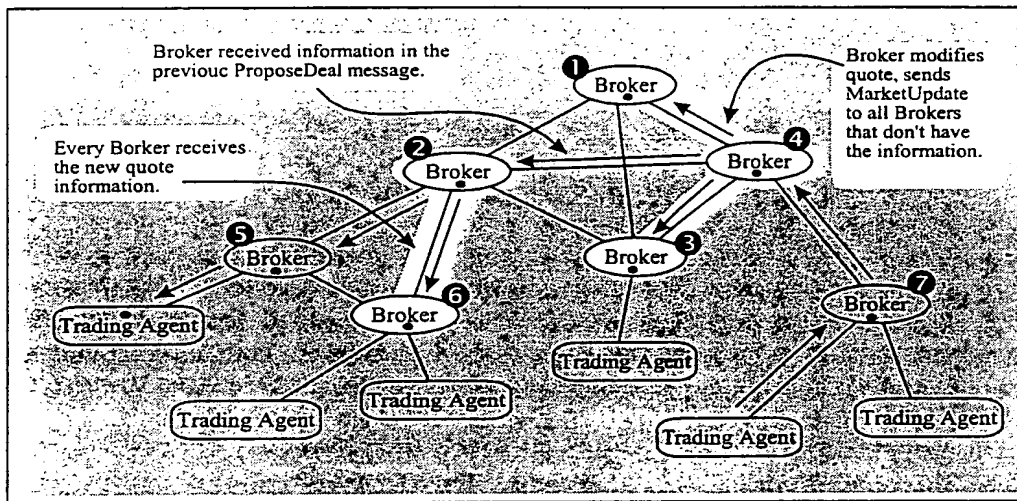 Broker received information in the
previouc ProposeDeal message.
1
Broker
Broker modifies
quote, sends
MarketUpdate
to all Brokers
that don't have
the information.
Every Borker receives
the new quote
information.
2
Broker
4
Broker
5
Broker
3
Broker
6
Broker
7
Broker
Trading Agent
Trading Agent
Trading Agent
Trading Agent
Trading Agent
Trading Agent